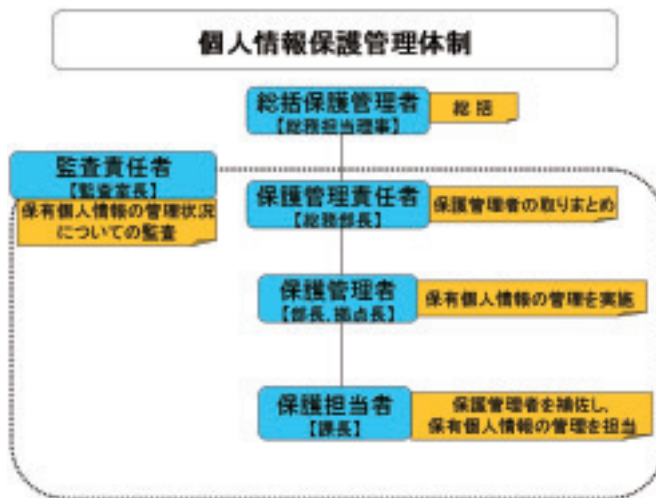 個人情報保護管理体制
総括保護管理者
【総務担当理事】
総括
監査責任者
【監査室長】
保有個人情報の管理状況
についての監査
保護管理責任者
【総務部長】
保護管理者の取りまとめ
保護管理者
【部長、拠点長】
保有個人情報の管理を実施
保護担当者
【課長】
保護管理者を補佐し、
保有個人情報の管理を担当